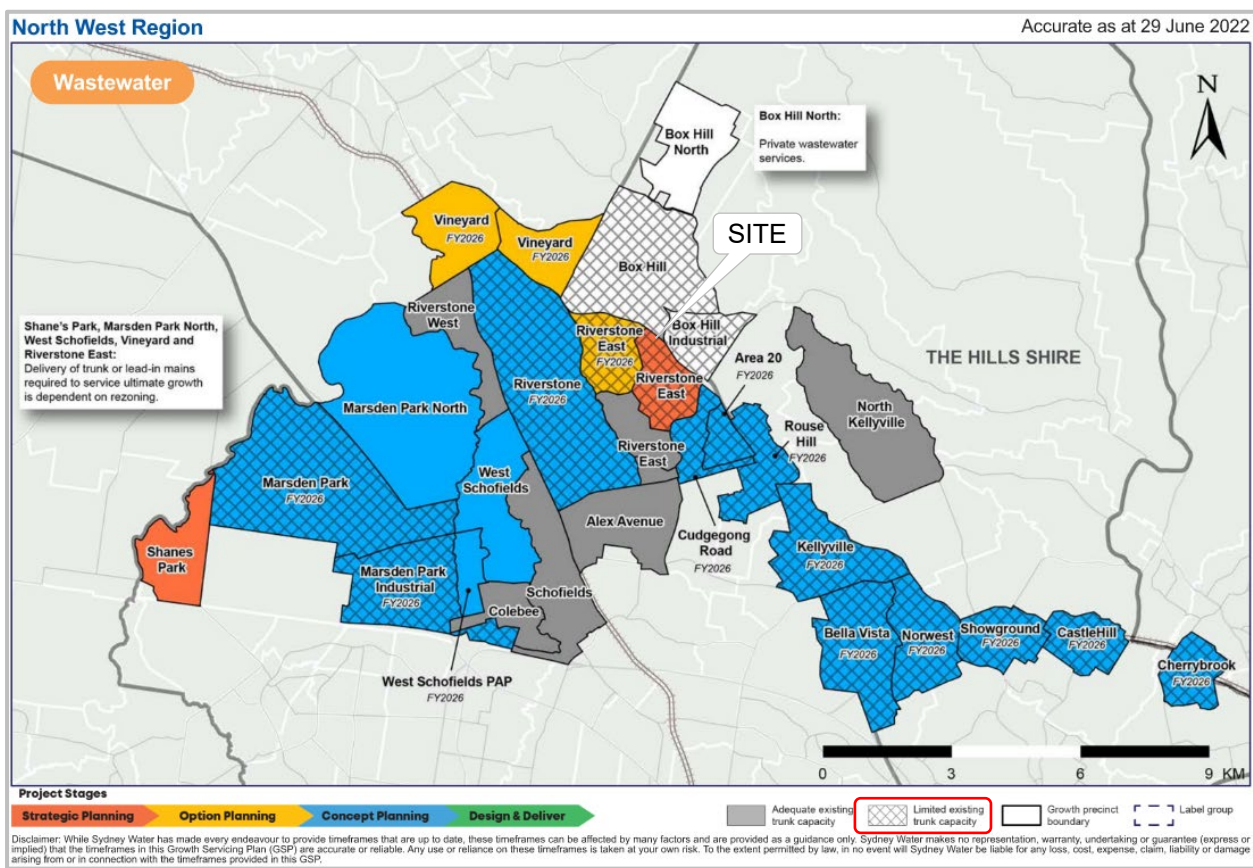 North West Region
Accurate as at 29 June 2022
Wastewater
N
Box Hill
North
Box Hill North:
Private wastewater
services.
Vineyard
FY2026
Vineyard
FY2026
SITE
Box Hill
Riverstone
West
Riverstone
East
FY2026
Box Hill
Industrial
Shane's Park, Marsden Park North,
West Schofields, Vineyard and
Riverstone East:
Delivery of trunk or lead-in mains
required to service ultimate growth
is dependent on rezoning.
Area 20
FY2026
THE HILLS SHIRE
Riverstone
FY2026
Riverstone
East
Marsden Park North
North
Kellyville
Rouse
Hill
FY2026
Riverstone
East
West
Schofields
Marsden Park
FY2026
Alex Avenue
Cudgegong
Road
FY2026
Shanes
Park
Kellyville
FY2026
Marsden Park
Industrial
FY2026
Schofields
Colebee
Bella Vista
FY2026
Norwest
FY2026
Showground
FY2026
CastleHill
FY2026
Cherrybrook
FY2026
West Schofields PAP
FY2026
0 3 6 9 KM
Project Stages
Strategic Planning
Option Planning
Concept Planning
Design & Deliver
Adequate existing
trunk capacity
Limited existing
trunk capacity
Growth precinct
boundary
Label group
Disclaimer: While Sydney Water has made every endeavour to provide timeframes that are up to date, these timeframes can be affected by many factors and are provided as a guidance only. Sydney Water makes no representation, warranty, undertaking or guarantee (express or
implied) that the timeframes in this Growth Servicing Plan (GSP) are accurate or reliable. Any use or reliance on these timeframes is taken at your own risk. To the extent permitted by law, in no event will Sydney Water be liable for any loss, cost, expense, claim, liability or damage
arising from or in connection with the timeframes provided in this GSP.